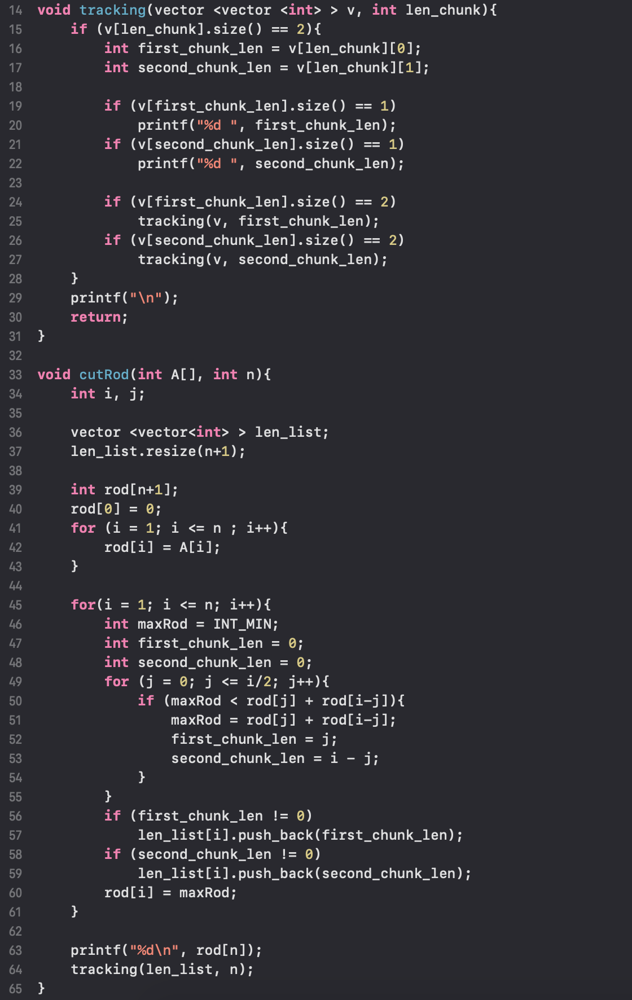 14 void tracking(vector <vector <int> > v, int len_chunk){
15     if (v[len_chunk].size() == 2){
16         int first_chunk_len = v[len_chunk][0];
17         int second_chunk_len = v[len_chunk][1];
18
19         if (v[first_chunk_len].size() == 1)
20             printf("%d ", first_chunk_len);
21         if (v[second_chunk_len].size() == 1)
22             printf("%d ", second_chunk_len);
23
24         if (v[first_chunk_len].size() == 2)
25             tracking(v, first_chunk_len);
26         if (v[second_chunk_len].size() == 2)
27             tracking(v, second_chunk_len);
28     }
29     printf("\n");
30     return;
31 }
32
33 void cutRod(int A[], int n){
34     int i, j;
35
36     vector <vector<int> > len_list;
37     len_list.resize(n+1);
38
39     int rod[n+1];
40     rod[0] = 0;
41     for (i = 1; i <= n ; i++){
42         rod[i] = A[i];
43     }
44
45     for(i = 1; i <= n; i++){
46         int maxRod = INT_MIN;
47         int first_chunk_len = 0;
48         int second_chunk_len = 0;
49         for (j = 0; j <= i/2; j++){
50             if (maxRod < rod[j] + rod[i-j]){
51                 maxRod = rod[j] + rod[i-j];
52                 first_chunk_len = j;
53                 second_chunk_len = i - j;
54             }
55         }
56         if (first_chunk_len != 0)
57             len_list[i].push_back(first_chunk_len);
58         if (second_chunk_len != 0)
59             len_list[i].push_back(second_chunk_len);
60         rod[i] = maxRod;
61     }
62
63     printf("%d\n", rod[n]);
64     tracking(len_list, n);
65 }